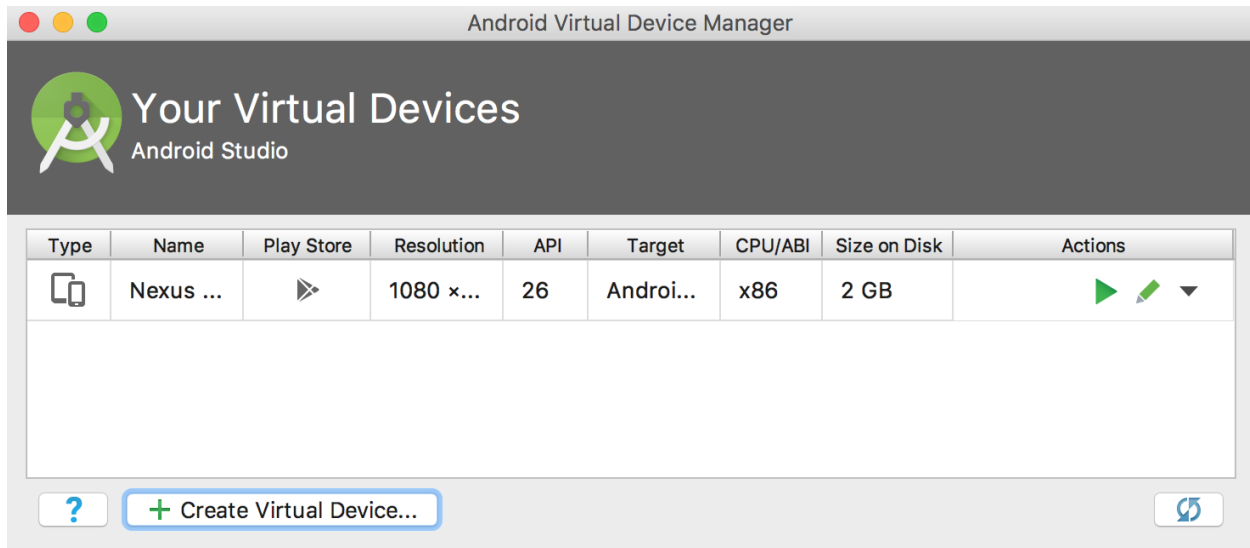 Android Virtual Device Manager
Your Virtual Devices
Android Studio
Type Name Play Store Resolution API Target CPU/ABI Size on Disk Actions
Nexus ... 1080 ×... 26 Androi... x86 2 GB
? + Create Virtual Device...